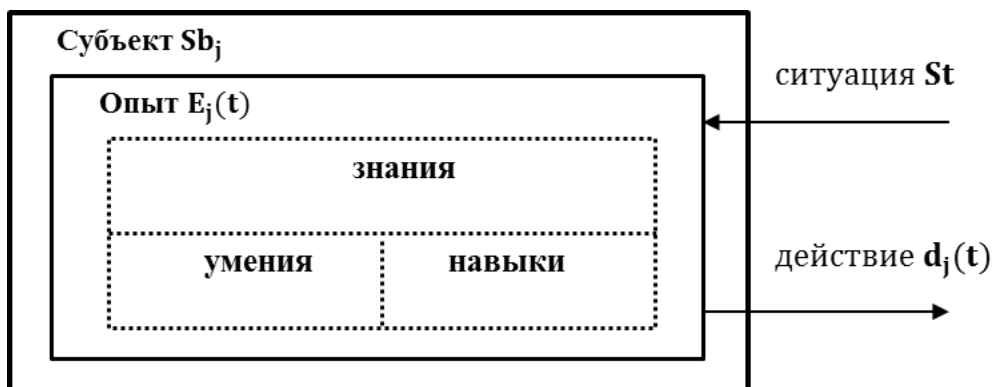 Субъект Sbj
ситуация St
Опыт Ej(t)
знания
умения навыки
действие dj(t)